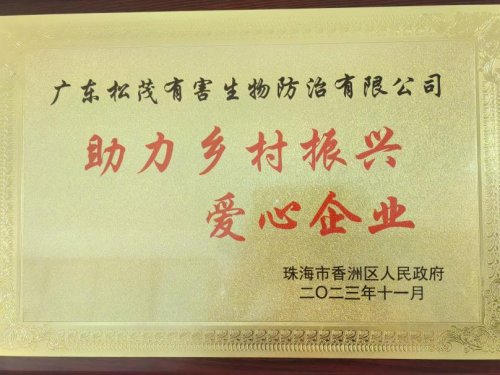 广东松茂有害生物防治有限公司
助力乡村振兴
爱心企业
珠海市香洲区人民政府
二〇二三年十一月